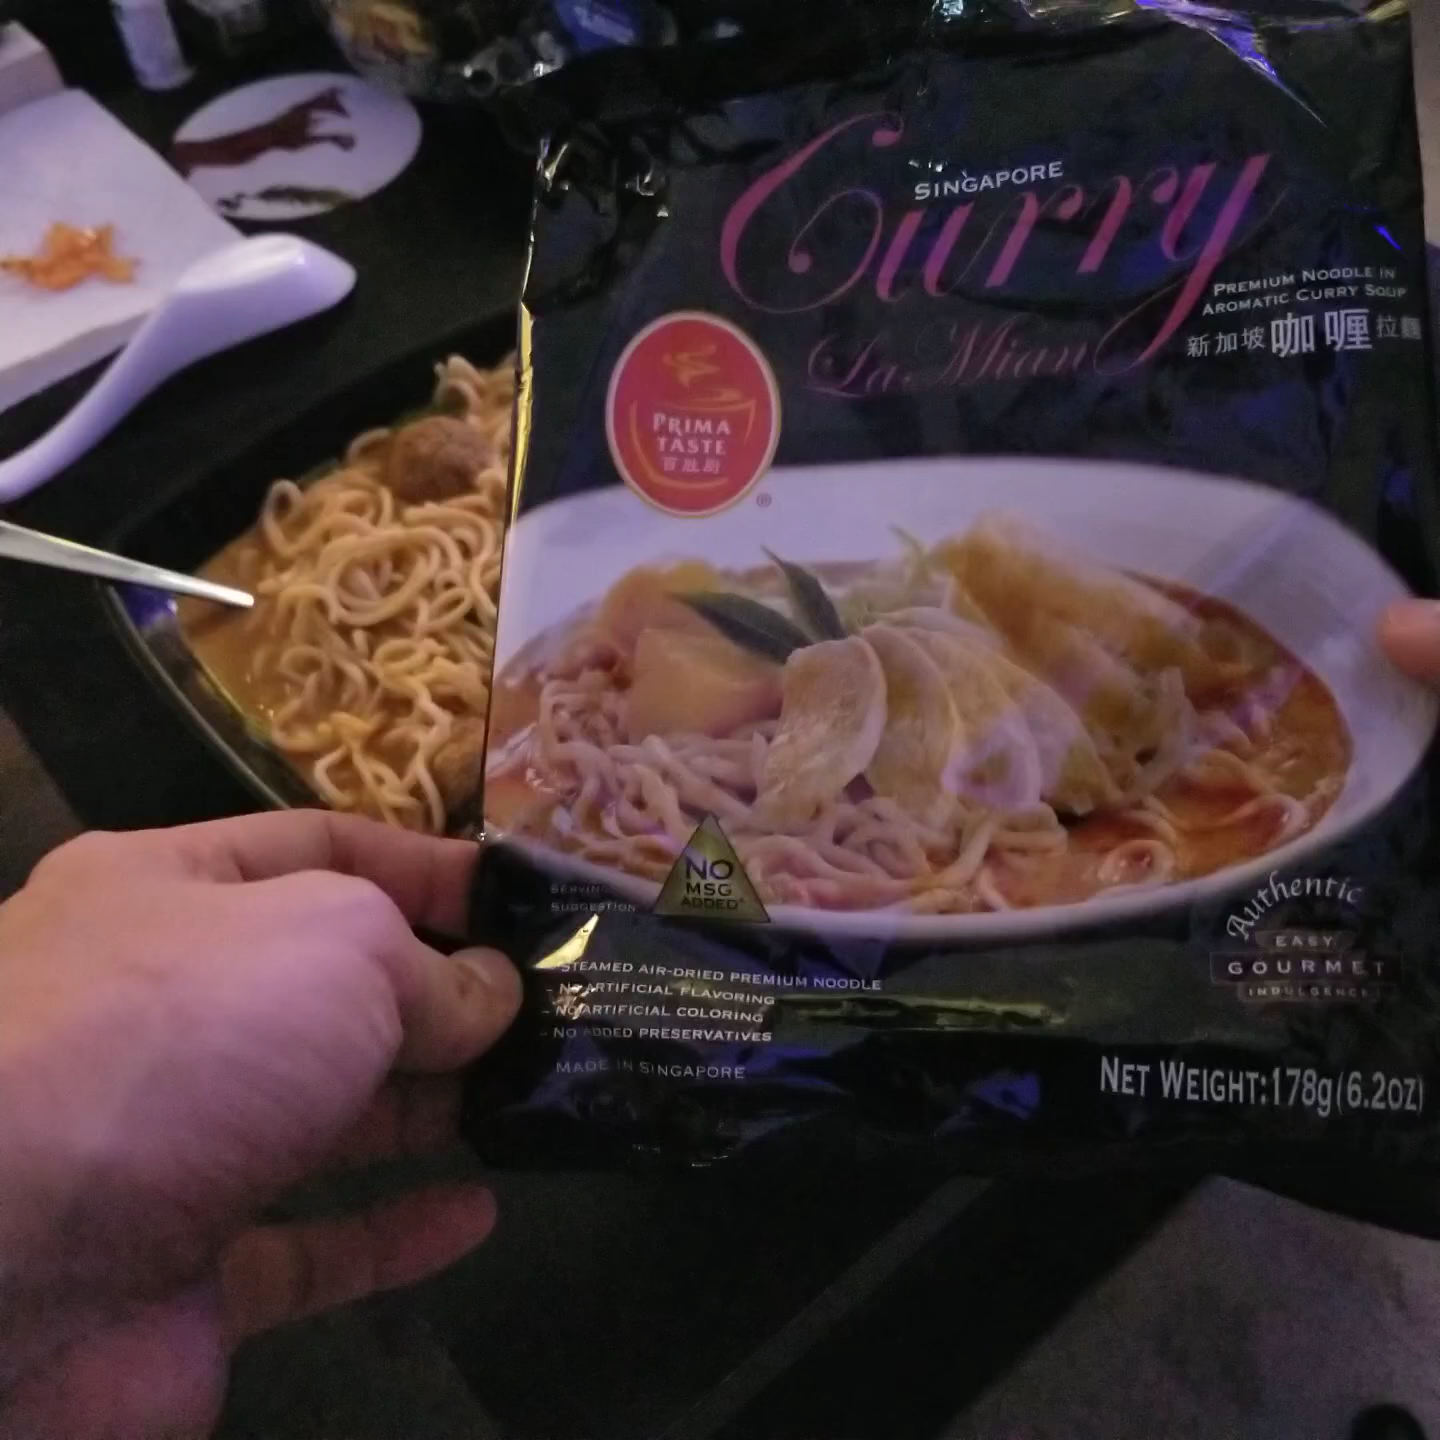 SINGAPORE
Curry
La Mian
PREMIUM NOODLE IN
AROMATIC CURRY SOUP
新加坡咖喱拉麵
PRIMA
TASTE
百胜厨
®
NO
MSG
ADDED*
SERVING
SUGGESTION
- STEAMED AIR-DRIED PREMIUM NOODLE
- NO ARTIFICIAL FLAVORING
- NO ARTIFICIAL COLORING
- NO ADDED PRESERVATIVES
MADE IN SINGAPORE
Authentic
EASY
GOURMET
INDULGENCE
NET WEIGHT:178g(6.2OZ)